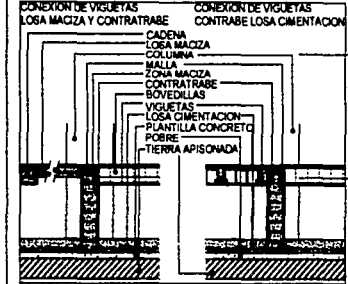 CONEXION DE VIGUETAS
LOSA MACIZA Y CONTRATRABE
CONEXION DE VIGUETAS
CONTRABE LOSA CIMENTACION
CADENA
LOSA MACIZA
COLUMNA
MALLA
ZONA MACIZA
CONTRATRABE
BOVEDILLAS
VIGUETAS
LOSA CIMENTACION
PLANTILLA CONCRETO
POBRE
TIERRA APISONADA